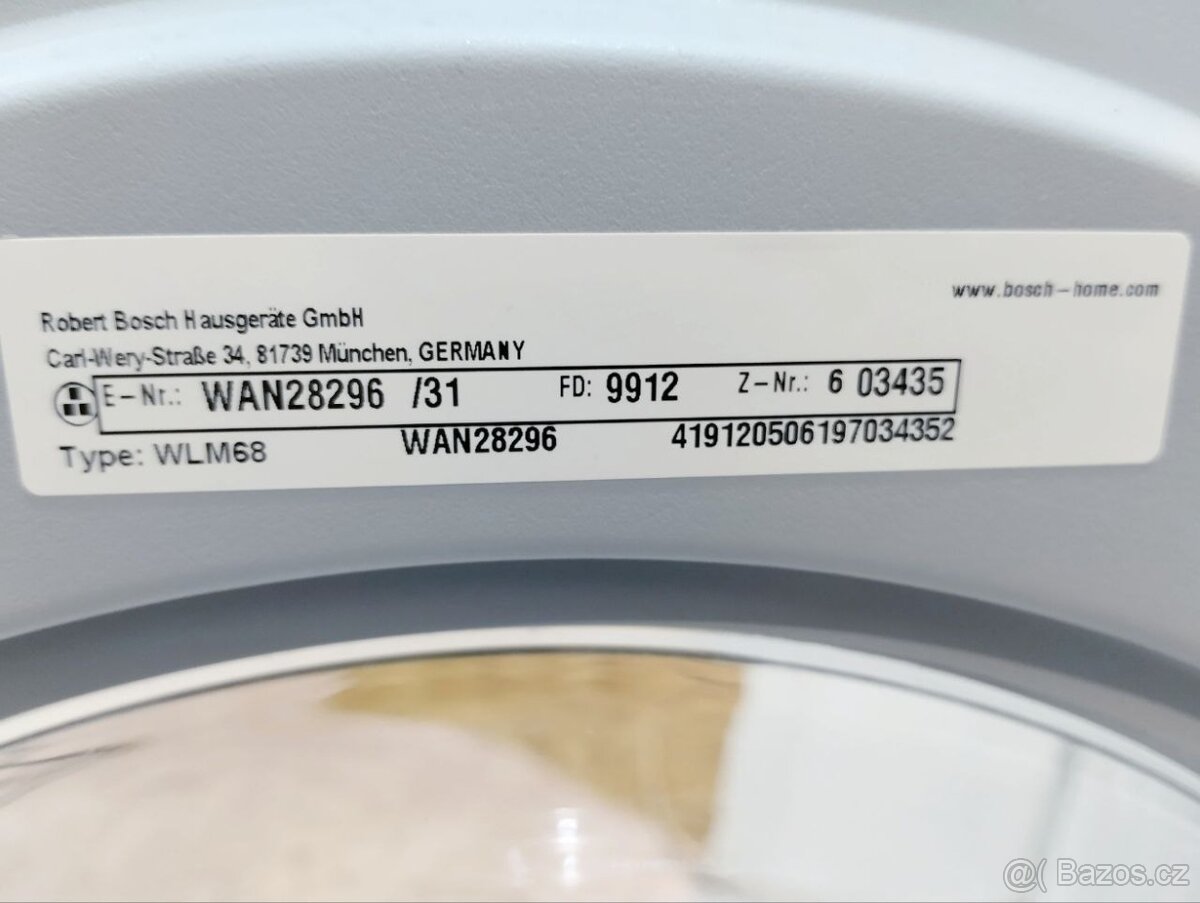 www.bosch-home.com
Robert Bosch Hausgeräte GmbH
Carl-Wery-Straße 34, 81739 München, GERMANY
E-Nr.: WAN28296 /31 FD: 9912 Z-Nr.: 6 03435
Type: WLM68 WAN28296 419120506197034352
@( Bazos.cz